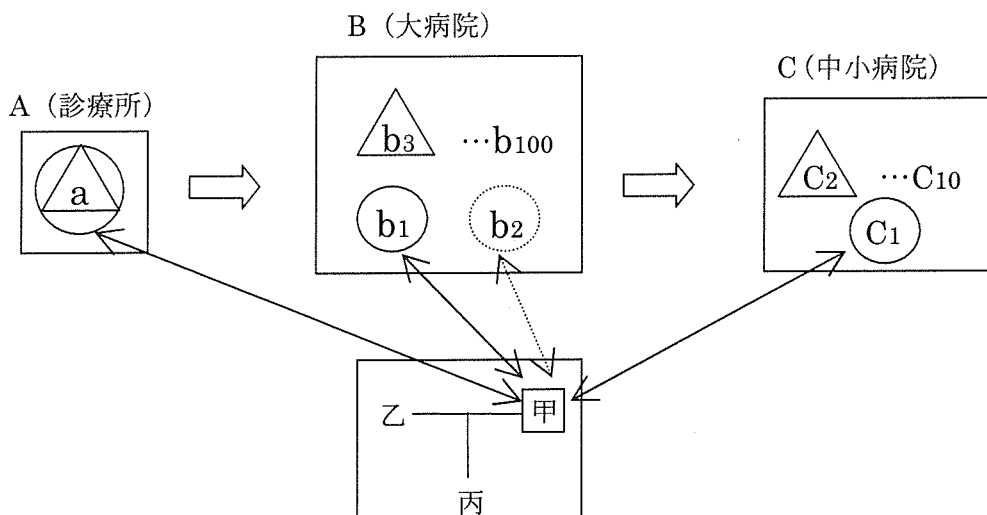 B（大病院）
C（中小病院）
A（診療所）
b3 …b100
C2 …C10
a
b1 b2
C1
乙 甲
丙